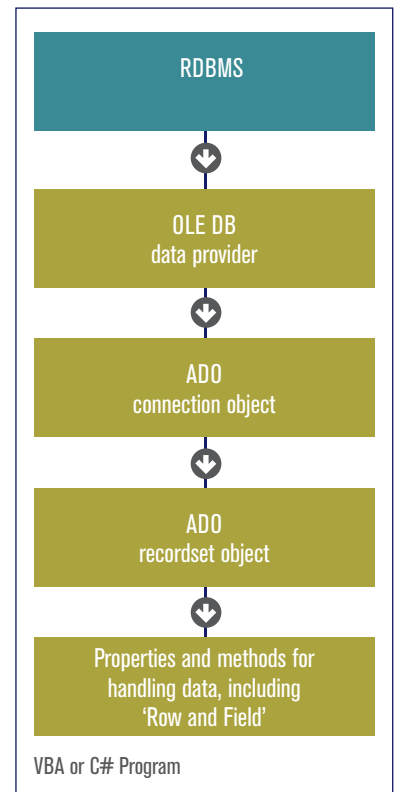 RDBMS
OLE DB
data provider
ADO
connection object
ADO
recordset object
Properties and methods for
handling data, including
‘Row and Field’
VBA or C# Program